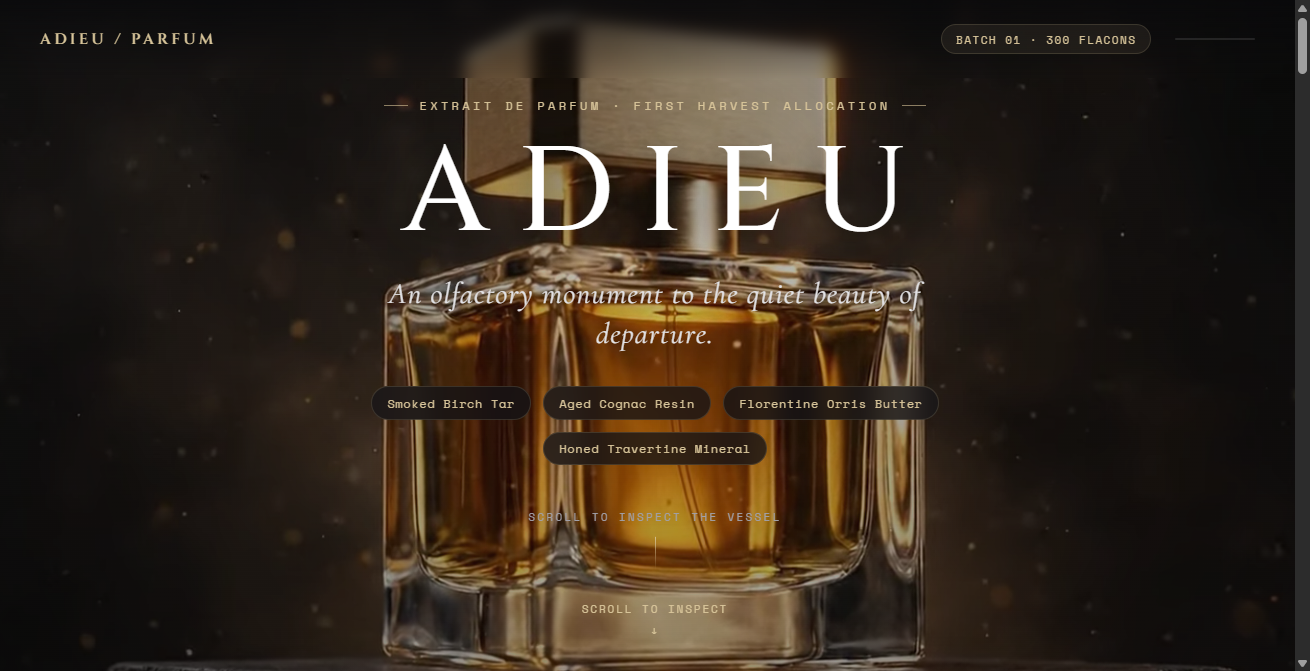 ADIEU / PARFUM
BATCH 01 · 300 FLACONS
EXTRAIT DE PARFUM · FIRST HARVEST ALLOCATION
ADIEU
An olfactory monument to the quiet beauty of
departure.
Smoked Birch Tar
Aged Cognac Resin
Florentine Orris Butter
Honed Travertine Mineral
SCROLL TO INSPECT THE VESSEL
SCROLL TO INSPECT
↓